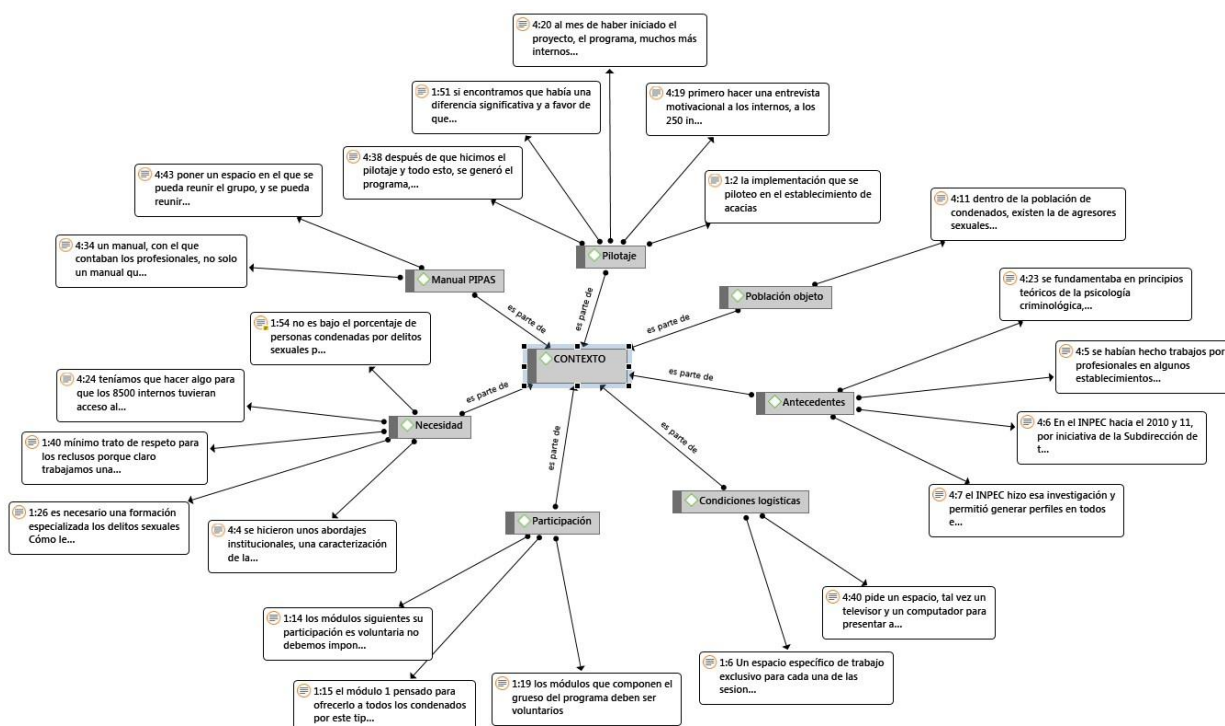 4:20 al mes de haber iniciado el
proyecto, el programa, muchos más
internos...
1:51 si encontramos que había una
diferencia significativa y a favor de
que...
4:19 primero hacer una entrevista
motivacional a los internos, a los
250 in...
4:38 después de que hicimos el
pilotaje y todo esto, se generó el
programa,...
4:43 poner un espacio en el que se
pueda reunir el grupo, y se pueda
reunir...
1:2 la implementación que se
piloteo en el establecimiento de
acacias
4:11 dentro de la población de
condenados, existen la de agresores
sexuales...
4:34 un manual, con el que
contaban los profesionales, no solo
un manual qu...
Pilotaje
Manual PIPAS
Población objeto
4:23 se fundamentaba en principios
teóricos de la psicología
criminológica,...
es parte de
es parte de
es parte de
1:54 no es bajo el porcentaje de
personas condenadas por delitos
sexuales p...
CONTEXTO
4:5 se habían hecho trabajos por
profesionales en algunos
establecimientos...
4:24 teníamos que hacer algo para
que los 8500 internos tuvieran
acceso al...
es parte de
es parte de
Antecedentes
Necesidad
4:6 En el INPEC hacia el 2010 y 11,
por iniciativa de la Subdirección de
t...
1:40 mínimo trato de respeto para
los reclusos porque claro
trabajamos una...
es parte de
es parte de
4:7 el INPEC hizo esa investigación y
permitió generar perfiles en todos
e...
Condiciones logísticas
1:26 es necesario una formación
especializada los delitos sexuales
Cómo le...
4:4 se hicieron unos abordajes
institucionales, una caracterización
de la...
Participación
4:40 pide un espacio, tal vez un
televisor y un computador para
presentar a...
1:14 los módulos siguientes su
participación es voluntaria no
debemos impon...
1:6 Un espacio específico de trabajo
exclusivo para cada una de las
sesion...
1:15 el módulo 1 pensado para
ofrecerlo a todos los condenados
por este tip...
1:19 los módulos que componen el
grueso del programa deben ser
voluntarios